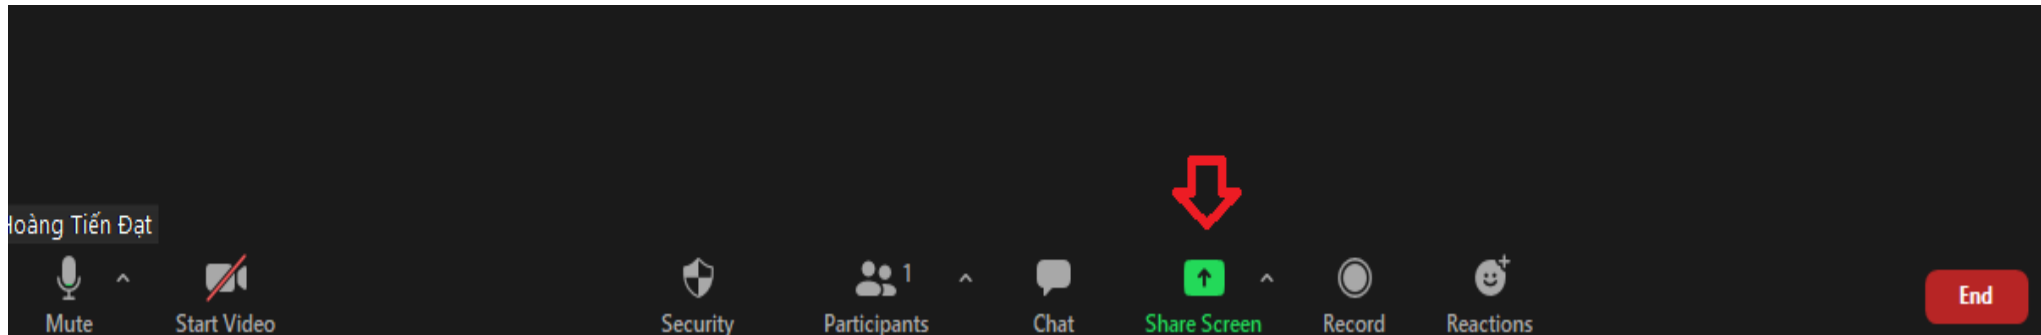 Hoàng Tiến Đạt
1
Mute
Start Video
Security
Participants
Chat
Share Screen
Record
Reactions
End